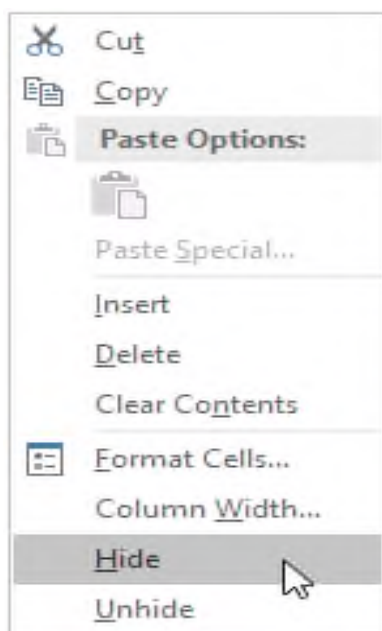 Cut
Copy
Paste Options:
Paste Special...
Insert
Delete
Clear Contents
Format Cells...
Column Width...
Hide
Unhide